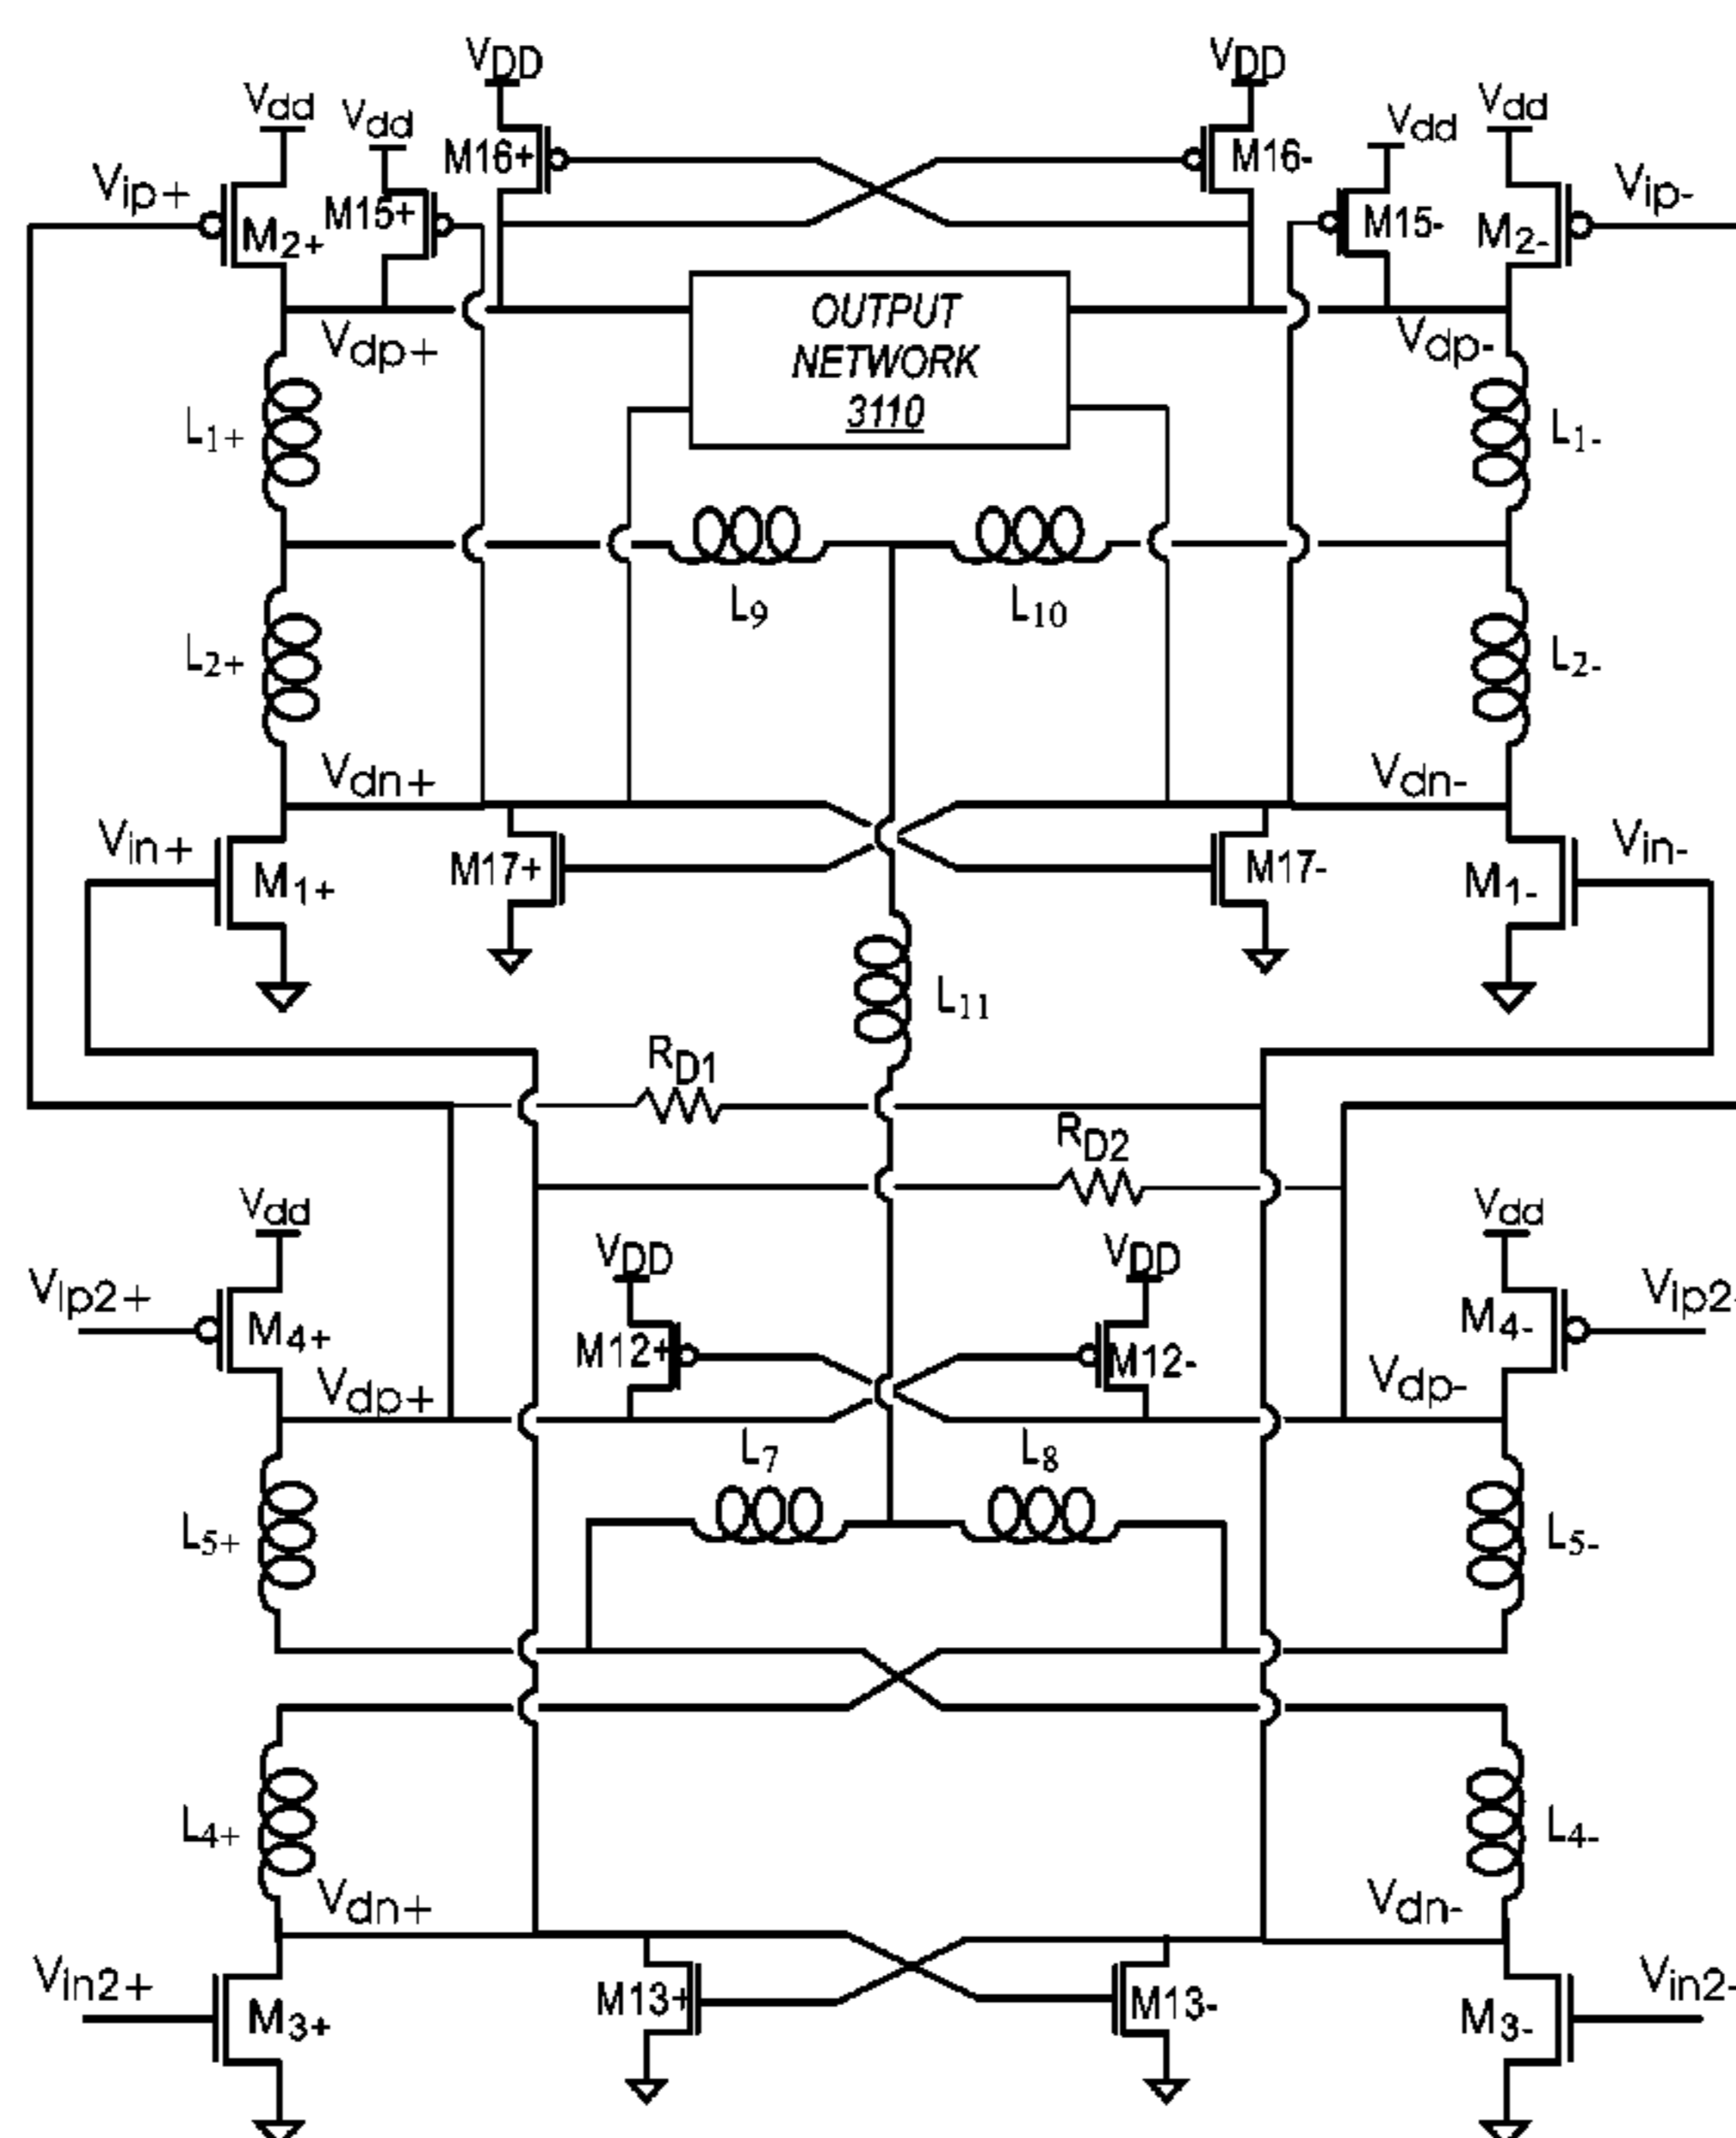 VDD
VDD
Vdd
Vdd
Vdd
Vdd
Vip+
M2+
M15+
M16+
M16-
M15-
M2-
Vip-
OUTPUT
NETWORK
3110
Vdp+
Vdp-
L1+
L1-
L9
L10
L2+
L2-
Vdn+
Vdn-
Vin+
M1+
M17+
M17-
M1-
Vin-
L11
RD1
RD2
Vdd
VDD
VDD
Vdd
Vip2+
M4+
M12+
M12-
M4-
Vip2-
Vdp+
Vdp-
L7
L8
L5+
L5-
L4+
L4-
Vdn+
Vdn-
Vin2+
M3+
M13+
M13-
M3-
Vin2-